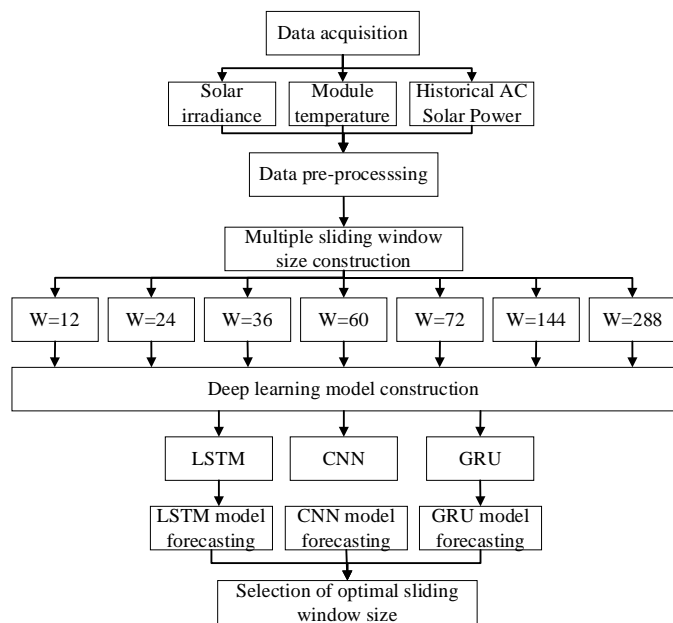 Data acquisition
Solar
irradiance
Module
temperature
Historical AC
Solar Power
Data pre-processsing
Multiple sliding window
size construction
W=12
W=24
W=36
W=60
W=72
W=144
W=288
Deep learning model construction
LSTM
CNN
GRU
LSTM model
forecasting
CNN model
forecasting
GRU model
forecasting
Selection of optimal sliding
window size